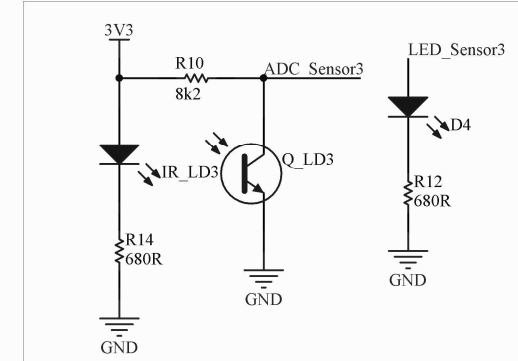 3V3
R10
8k2
ADC_Sensor3
LED_Sensor3
IR_LD3
Q_LD3
D4
R12
680R
R14
680R
GND
GND
GND